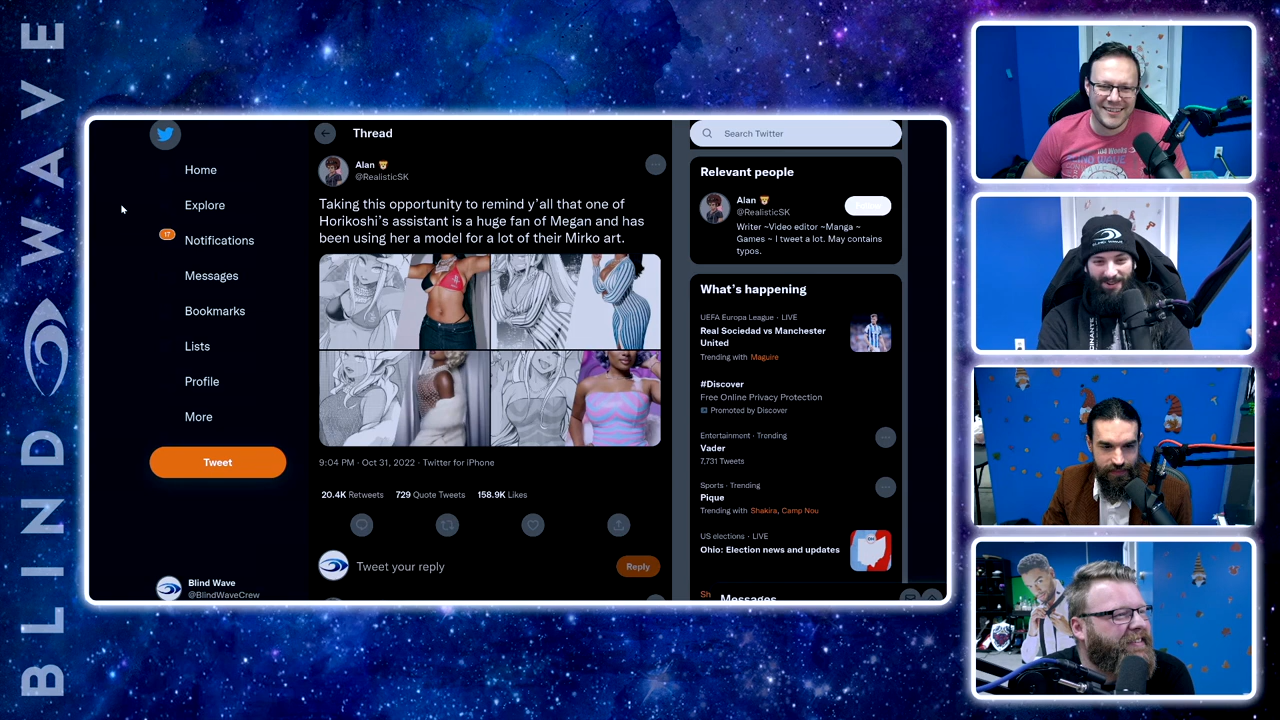 BLIND WAVE
Thread
Alan
@RealisticSK
Taking this opportunity to remind y’all that one of
Horikoshi’s assistant is a huge fan of Megan and has
been using her a model for a lot of their Mirko art.
9:04 PM · Oct 31, 2022 · Twitter for iPhone
20.4K Retweets 729 Quote Tweets 158.9K Likes
Tweet your reply
Reply
Home
Explore
17
Notifications
Messages
Bookmarks
Lists
Profile
More
Tweet
Blind Wave
@BlindWaveCrew
Search Twitter
Relevant people
Alan
@RealisticSK
Writer ~Video editor ~Manga ~
Games ~ I tweet a lot. May contains
typos.
What’s happening
UEFA Europa League · LIVE
Real Sociedad vs Manchester
United
Trending with Maguire
#Discover
Free Online Privacy Protection
Promoted by Discover
Entertainment · Trending
Vader
7,731 Tweets
Sports · Trending
Pique
Trending with Shakira, Camp Nou
US elections · LIVE
Ohio: Election news and updates
Sh
Messages
BLIND WAVE
BLIND WAVE